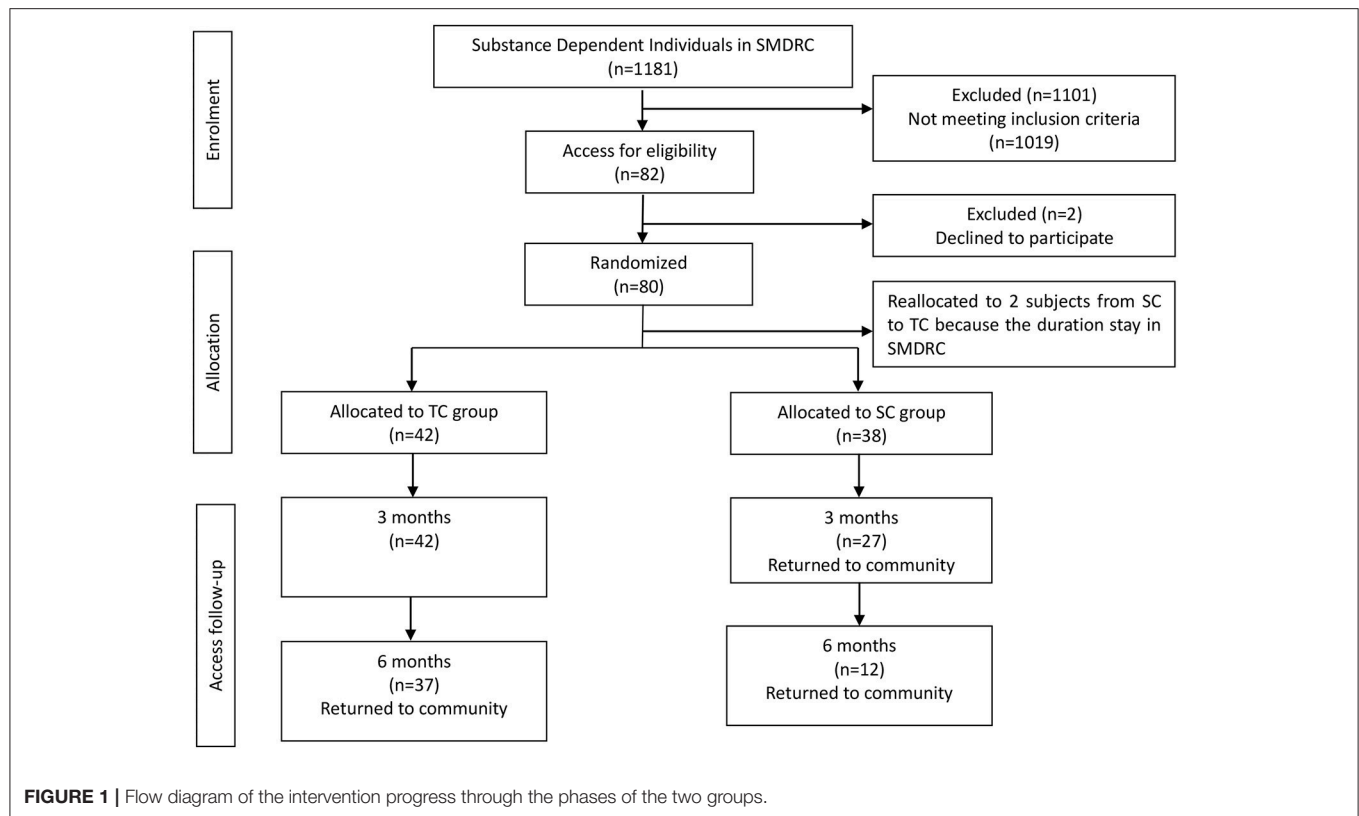 Enrolment
Substance Dependent Individuals in SMDRC
(n=1181)
Excluded (n=1101)
Not meeting inclusion criteria
(n=1019)
Access for eligibility
(n=82)
Excluded (n=2)
Declined to participate
Allocation
Randomized
(n=80)
Reallocated to 2 subjects from SC
to TC because the duration stay in
SMDRC
Allocated to TC group
(n=42)
Allocated to SC group
(n=38)
Access follow-up
3 months
(n=42)
3 months
(n=27)
Returned to community
6 months
(n=37)
Returned to community
6 months
(n=12)
Returned to community
FIGURE 1 | Flow diagram of the intervention progress through the phases of the two groups.